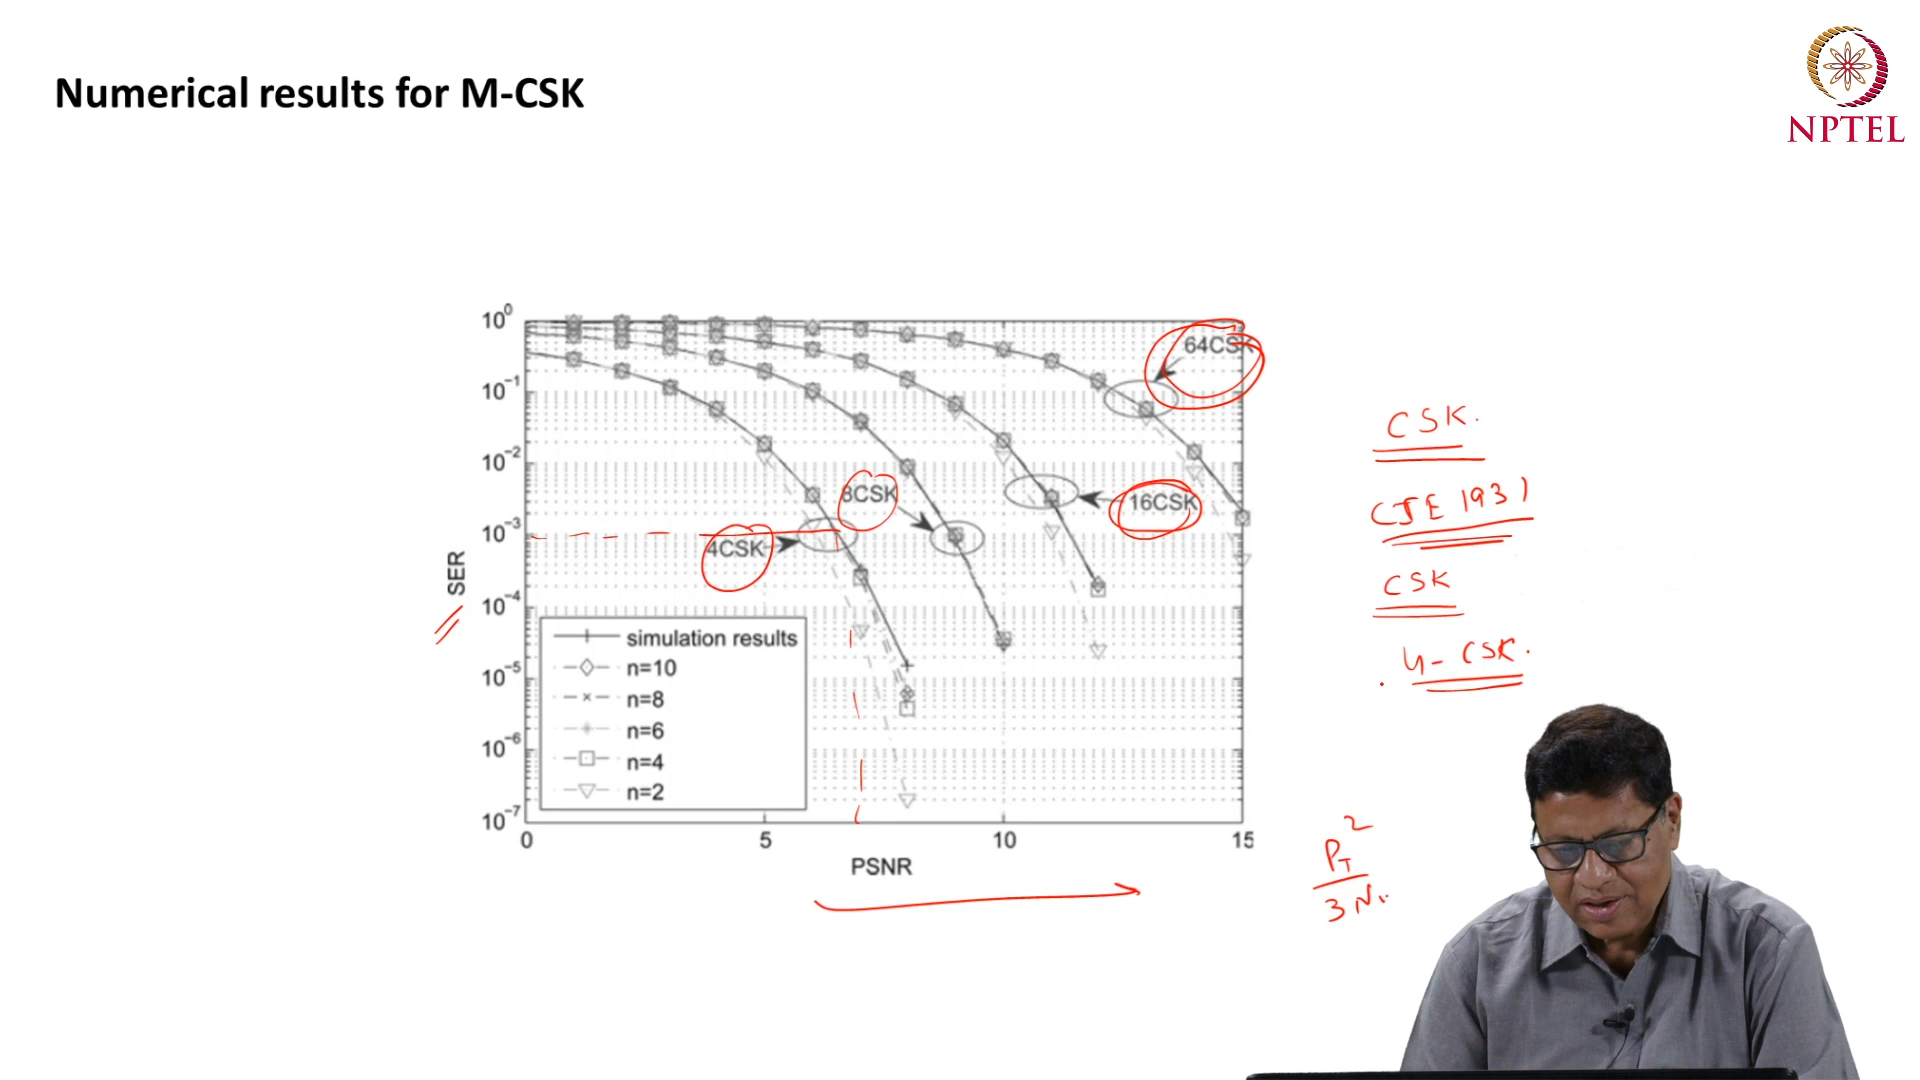 Numerical results for M-CSK
NPTEL
10^0
10^-1
10^-2
10^-3
10^-4
10^-5
10^-6
10^-7
SER
64CSK
8CSK
16CSK
4CSK
simulation results
n=10
n=8
n=6
n=4
n=2
0 5 10 15
PSNR
CSK.
CIE 1931
CSK
4-CSK.
P_T^2
3N